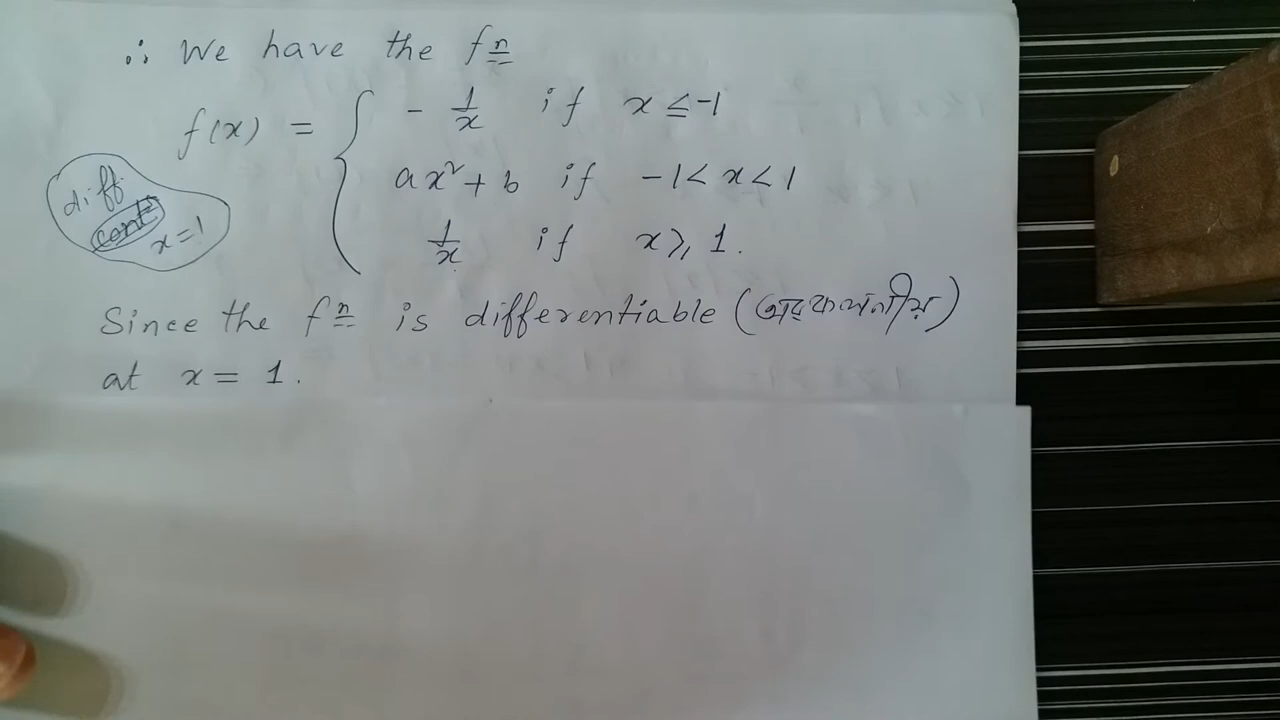 ∴ We have the fn
f(x) = { - 1/x if x ≤ -1
ax² + b if -1 < x < 1
1/x if x ≥ 1.
diff
cont
x = 1
Since the fn is differentiable (অবকলনীয়)
at x = 1.